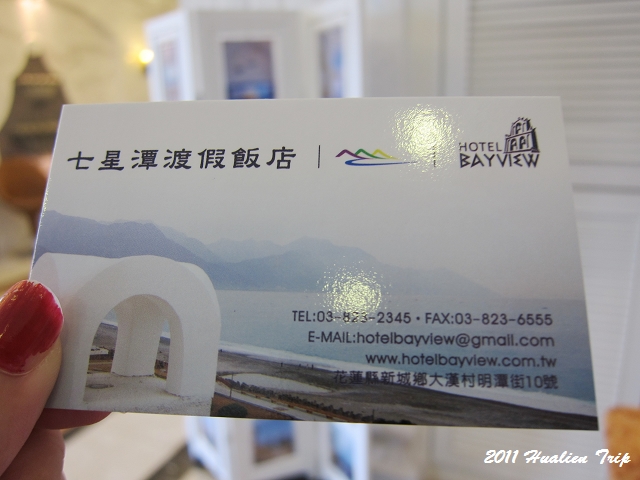 七星潭渡假飯店
HOTEL
BAYVIEW
TEL:03-823-2345・FAX:03-823-6555
E-MAIL:hotelbayview@gmail.com
www.hotelbayview.com.tw
花蓮縣新城鄉大漢村明潭街10號
2011 Hualien Trip